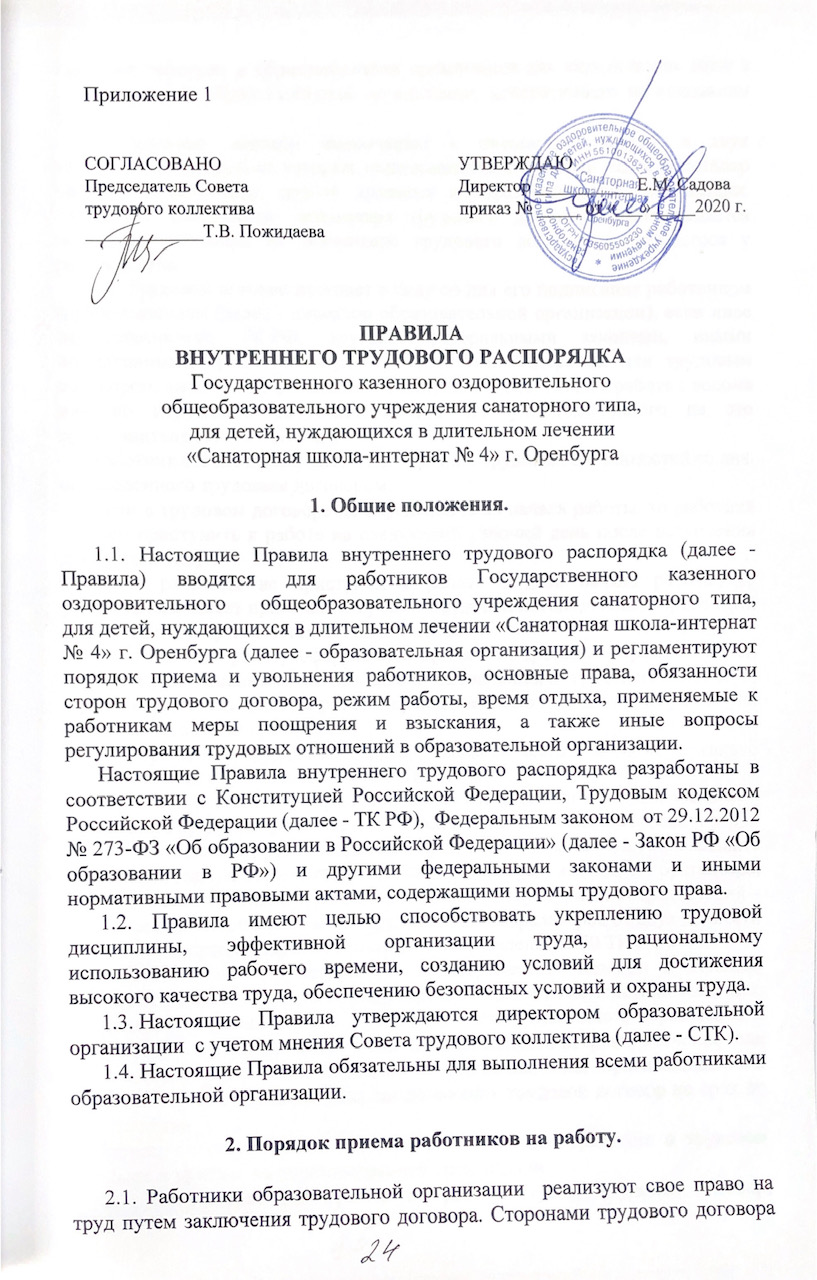 Приложение 1
СОГЛАСОВАНО
Председатель Совета
трудового коллектива
____________Т.В. Пожидаева
УТВЕРЖДАЮ
Директор __________Е.М. Садова
приказ №
2020 г.
«Санаторная
школа-интернат
г. Оренбурга
ПРАВИЛА
ВНУТРЕННЕГО ТРУДОВОГО РАСПОРЯДКА
Государственного казенного оздоровительного
общеобразовательного учреждения санаторного типа,
для детей, нуждающихся в длительном лечении
«Санаторная школа-интернат № 4» г. Оренбурга
1. Общие положения.
1.1. Настоящие Правила внутреннего трудового распорядка (далее -
Правила) вводятся для работников Государственного казенного
оздоровительного общеобразовательного учреждения санаторного типа,
для детей, нуждающихся в длительном лечении «Санаторная школа-интернат
№ 4» г. Оренбурга (далее - образовательная организация) и регламентируют
порядок приема и увольнения работников, основные права, обязанности
сторон трудового договора, режим работы, время отдыха, применяемые к
работникам меры поощрения и взыскания, а также иные вопросы
регулирования трудовых отношений в образовательной организации.
Настоящие Правила внутреннего трудового распорядка разработаны в
соответствии с Конституцией Российской Федерации, Трудовым кодексом
Российской Федерации (далее - ТК РФ), Федеральным законом от 29.12.2012
№ 273-ФЗ «Об образовании в Российской Федерации» (далее - Закон РФ «Об
образовании в РФ») и другими федеральными законами и иными
нормативными правовыми актами, содержащими нормы трудового права.
1.2. Правила имеют целью способствовать укреплению трудовой
дисциплины, эффективной организации труда, рациональному
использованию рабочего времени, созданию условий для достижения
высокого качества труда, обеспечению безопасных условий и охраны труда.
1.3. Настоящие Правила утверждаются директором образовательной
организации с учетом мнения Совета трудового коллектива (далее - СТК).
1.4. Настоящие Правила обязательны для выполнения всеми работниками
образовательной организации.
2. Порядок приема работников на работу.
2.1. Работники образовательной организации реализуют свое право на
труд путем заключения трудового договора. Сторонами трудового договора
24